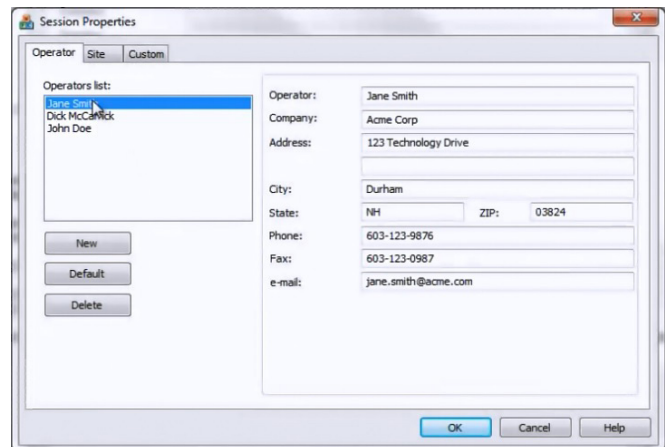 Session Properties
Operator Site Custom
Operators list:
Jane Smith
Dick McCarrick
John Doe
New
Default
Delete
Operator: Jane Smith
Company: Acme Corp
Address: 123 Technology Drive
City: Durham
State: NH ZIP: 03824
Phone: 603-123-9876
Fax: 603-123-0987
e-mail: jane.smith@acme.com
OK Cancel Help